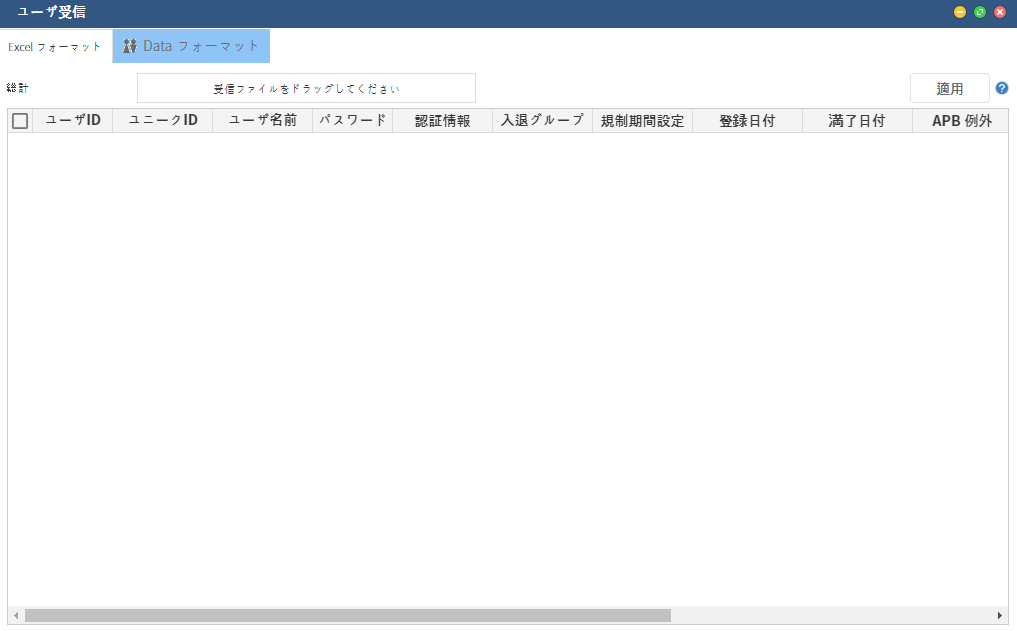 ユーザ受信
Excel フォーマット Data フォーマット
総計 受信ファイルをドラッグしてください 適用
ユーザID ユニークID ユーザ名前 パスワード 認証情報 入退グループ 規制期間設定 登録日付 満了日付 APB 例外